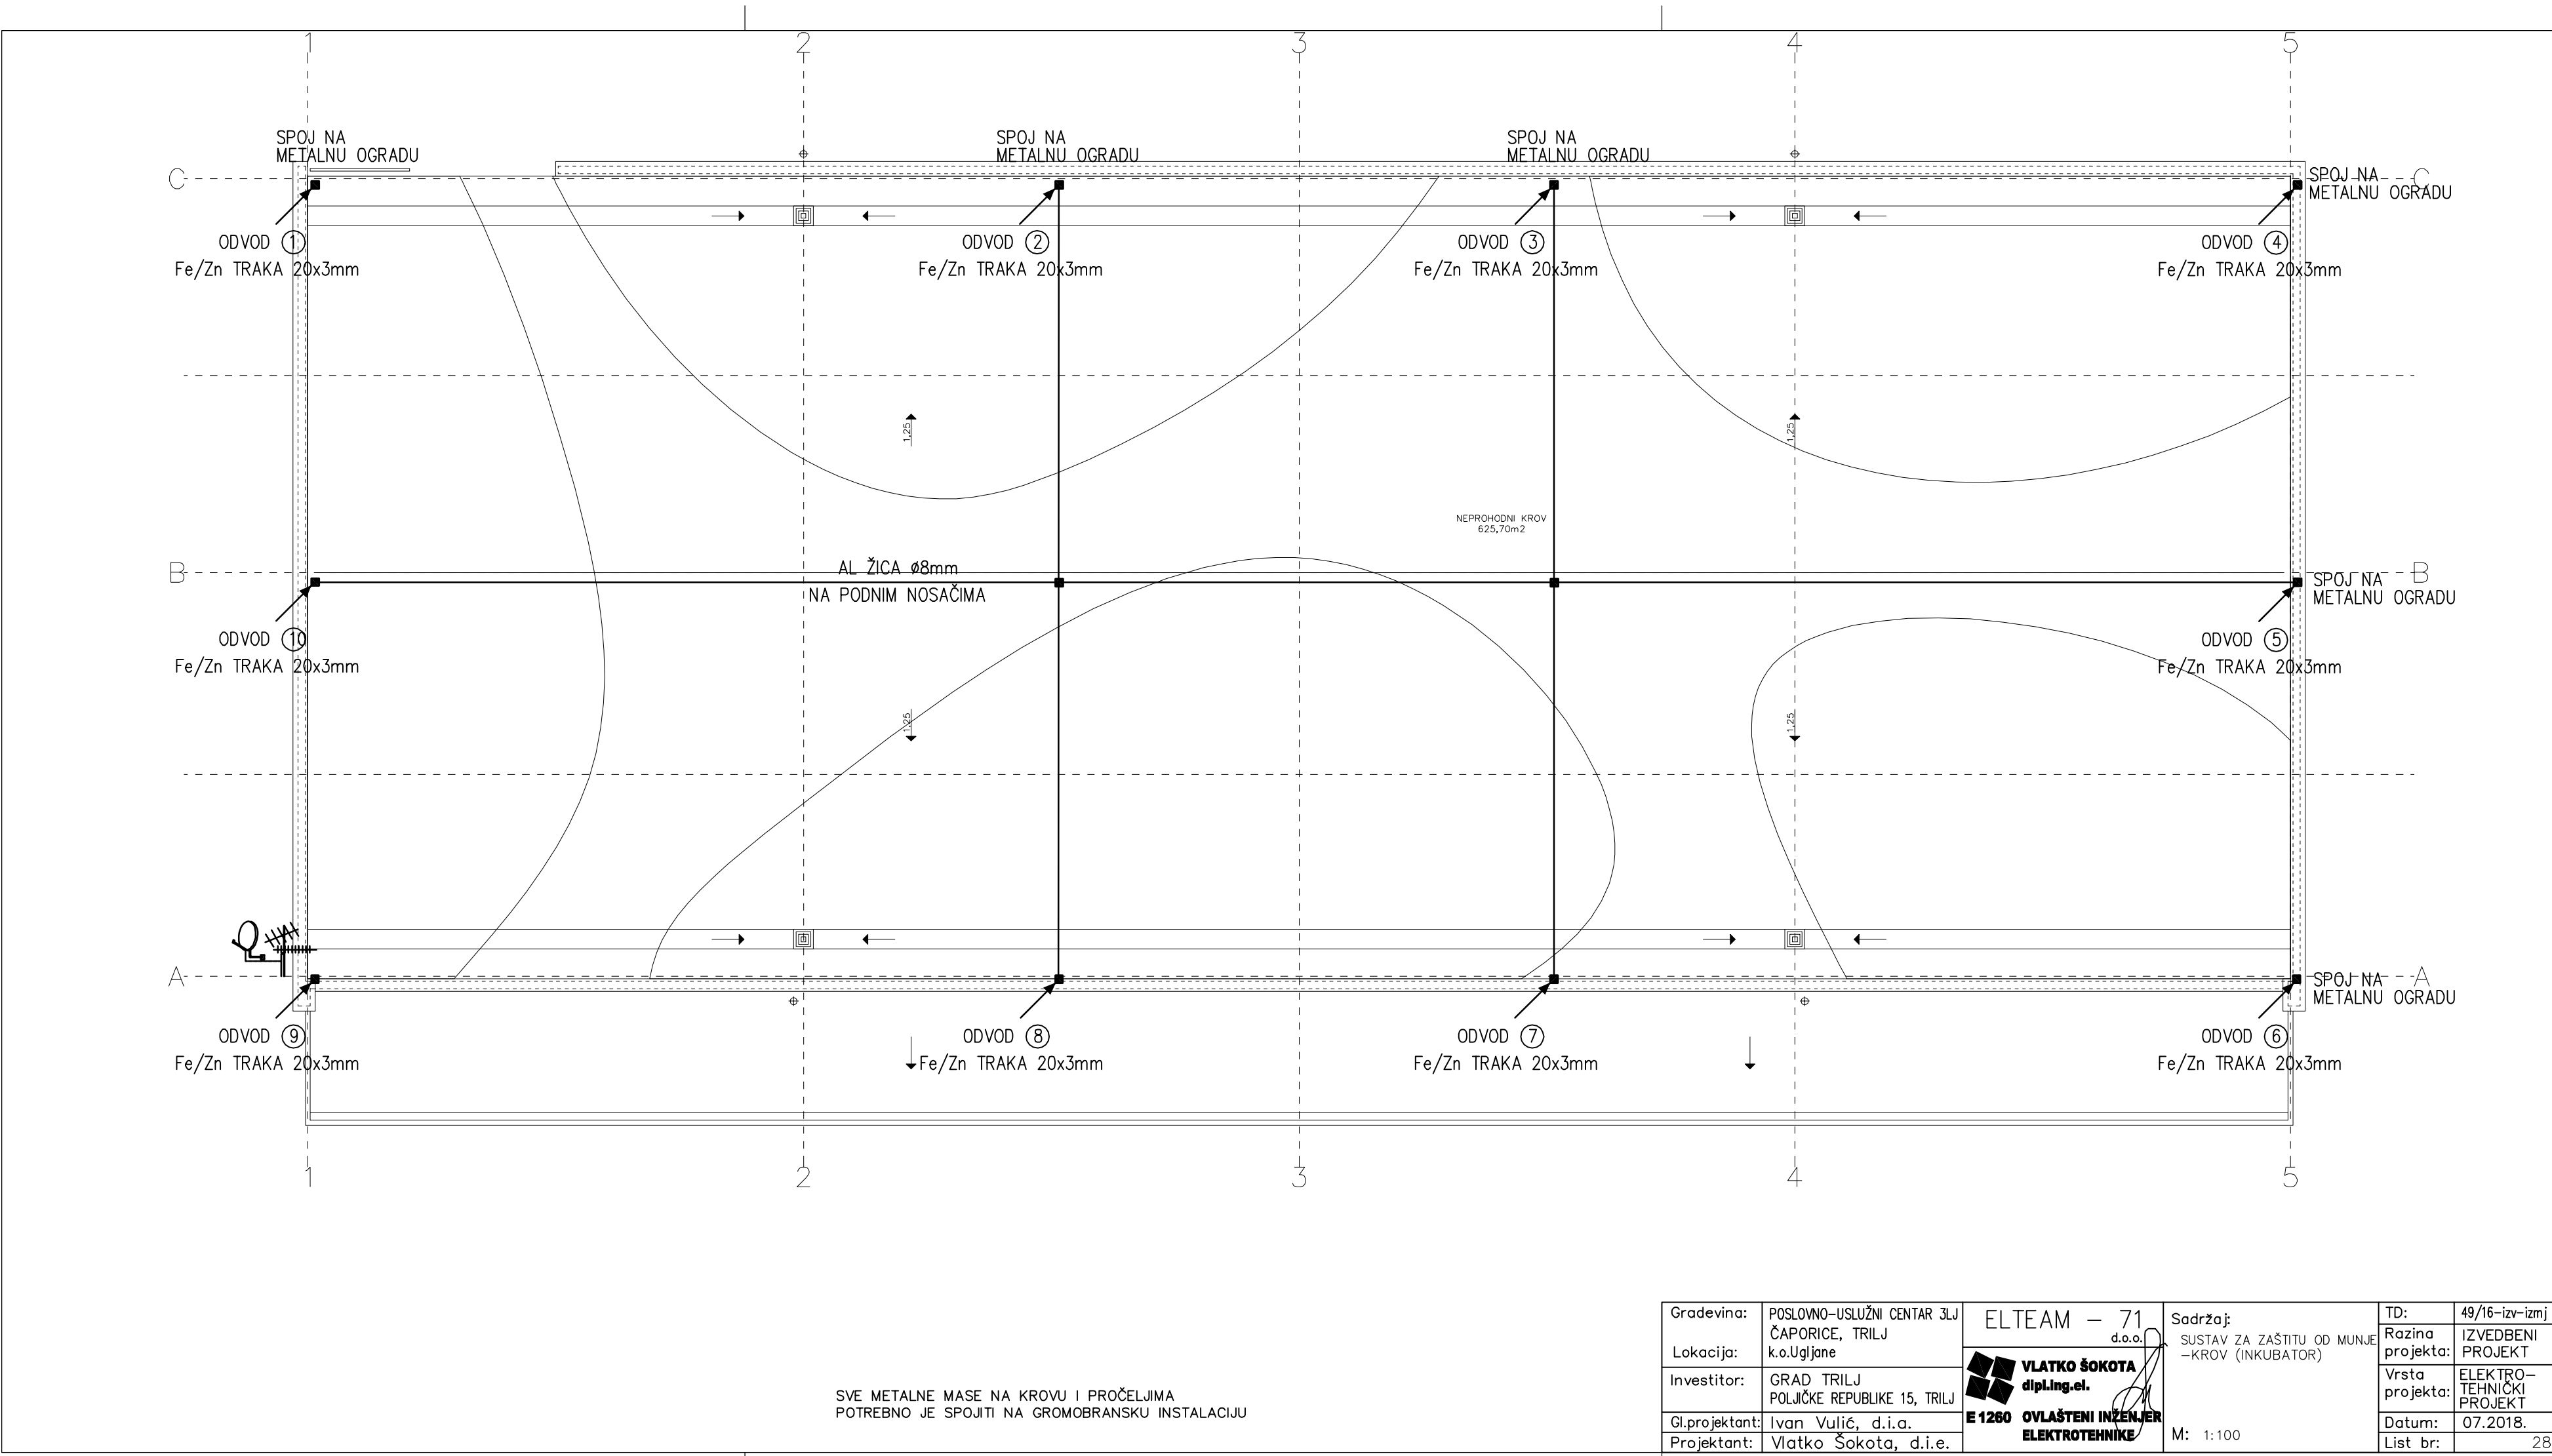 1 2 3 4 5
SPOJ NA
METALNU OGRADU
SPOJ NA
METALNU OGRADU
SPOJ NA
METALNU OGRADU
C
SPOJ NA
METALNU OGRADU
C
ODVOD 1
Fe/Zn TRAKA 20x3mm
ODVOD 2
Fe/Zn TRAKA 20x3mm
ODVOD 3
Fe/Zn TRAKA 20x3mm
ODVOD 4
Fe/Zn TRAKA 20x3mm
1,25
1,25
NEPROHODNI KROV
625,70m2
B
AL ŽICA ø8mm
NA PODNIM NOSAČIMA
SPOJ NA
METALNU OGRADU
B
ODVOD 10
Fe/Zn TRAKA 20x3mm
ODVOD 5
Fe/Zn TRAKA 20x3mm
1,25
1,25
A
SPOJ NA
METALNU OGRADU
A
ODVOD 9
Fe/Zn TRAKA 20x3mm
ODVOD 8
Fe/Zn TRAKA 20x3mm
ODVOD 7
Fe/Zn TRAKA 20x3mm
ODVOD 6
Fe/Zn TRAKA 20x3mm
1 2 3 4 5
SVE METALNE MASE NA KROVU I PROČELJIMA
POTREBNO JE SPOJITI NA GROMOBRANSKU INSTALACIJU
Gradevina:
POSLOVNO-USLUŽNI CENTAR 3LJ
ČAPORICE, TRILJ
Lokacija:
k.o.Ugljane
Investitor:
GRAD TRILJ
POLJIČKE REPUBLIKE 15, TRILJ
Gl.projektant:
Ivan Vulić, d.i.a.
Projektant:
Vlatko Šokota, d.i.e.
ELTEAM - 71
d.o.o.
VLATKO ŠOKOTA
dipl.ing.el.
E 1260 OVLAŠTENI INŽENJER
ELEKTROTEHNIKE
Sadržaj:
SUSTAV ZA ZAŠTITU OD MUNJE
-KROV (INKUBATOR)
M: 1:100
TD:
49/16-izv-izmj
Razina
projekta:
IZVEDBENI
PROJEKT
Vrsta
projekta:
ELEKTRO-
TEHNIČKI
PROJEKT
Datum:
07.2018.
List br:
28